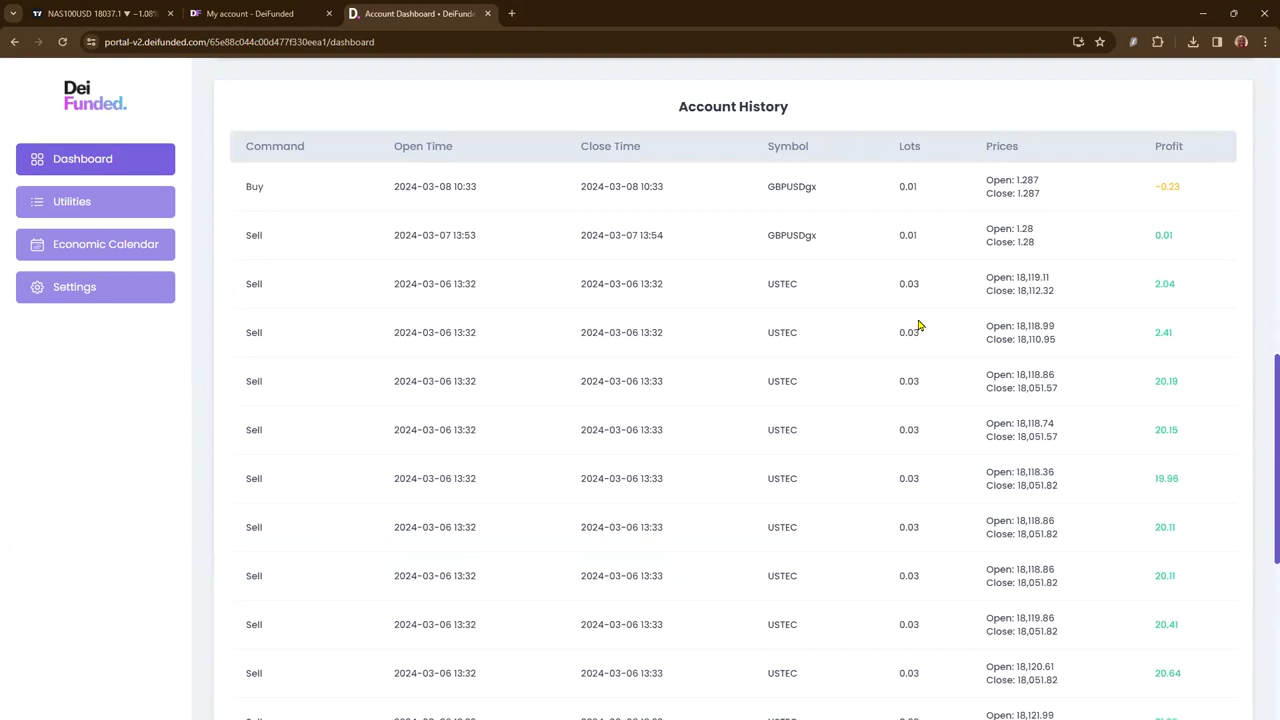 NAS100USD 18037.1 ▼ −1.08%
My account - DeiFunded
Account Dashboard • DeiFunde
portal-v2.deifunded.com/65e88c044c00d477f330eea1/dashboard
Dei
Funded.
Dashboard
Utilities
Economic Calendar
Settings
Account History
Command Open Time Close Time Symbol Lots Prices Profit
Buy 2024-03-08 10:33 2024-03-08 10:33 GBPUSDgx 0.01 Open: 1.287 -0.23
Close: 1.287
Sell 2024-03-07 13:53 2024-03-07 13:54 GBPUSDgx 0.01 Open: 1.28 0.01
Close: 1.28
Sell 2024-03-06 13:32 2024-03-06 13:32 USTEC 0.03 Open: 18,119.11 2.04
Close: 18,112.32
Sell 2024-03-06 13:32 2024-03-06 13:32 USTEC 0.03 Open: 18,118.99 2.41
Close: 18,110.95
Sell 2024-03-06 13:32 2024-03-06 13:33 USTEC 0.03 Open: 18,118.86 20.19
Close: 18,051.57
Sell 2024-03-06 13:32 2024-03-06 13:33 USTEC 0.03 Open: 18,118.74 20.15
Close: 18,051.57
Sell 2024-03-06 13:32 2024-03-06 13:33 USTEC 0.03 Open: 18,118.36 19.96
Close: 18,051.82
Sell 2024-03-06 13:32 2024-03-06 13:33 USTEC 0.03 Open: 18,118.86 20.11
Close: 18,051.82
Sell 2024-03-06 13:32 2024-03-06 13:33 USTEC 0.03 Open: 18,118.86 20.11
Close: 18,051.82
Sell 2024-03-06 13:32 2024-03-06 13:33 USTEC 0.03 Open: 18,119.86 20.41
Close: 18,051.82
Sell 2024-03-06 13:32 2024-03-06 13:33 USTEC 0.03 Open: 18,120.61 20.64
Close: 18,051.82
Open: 18,121.99